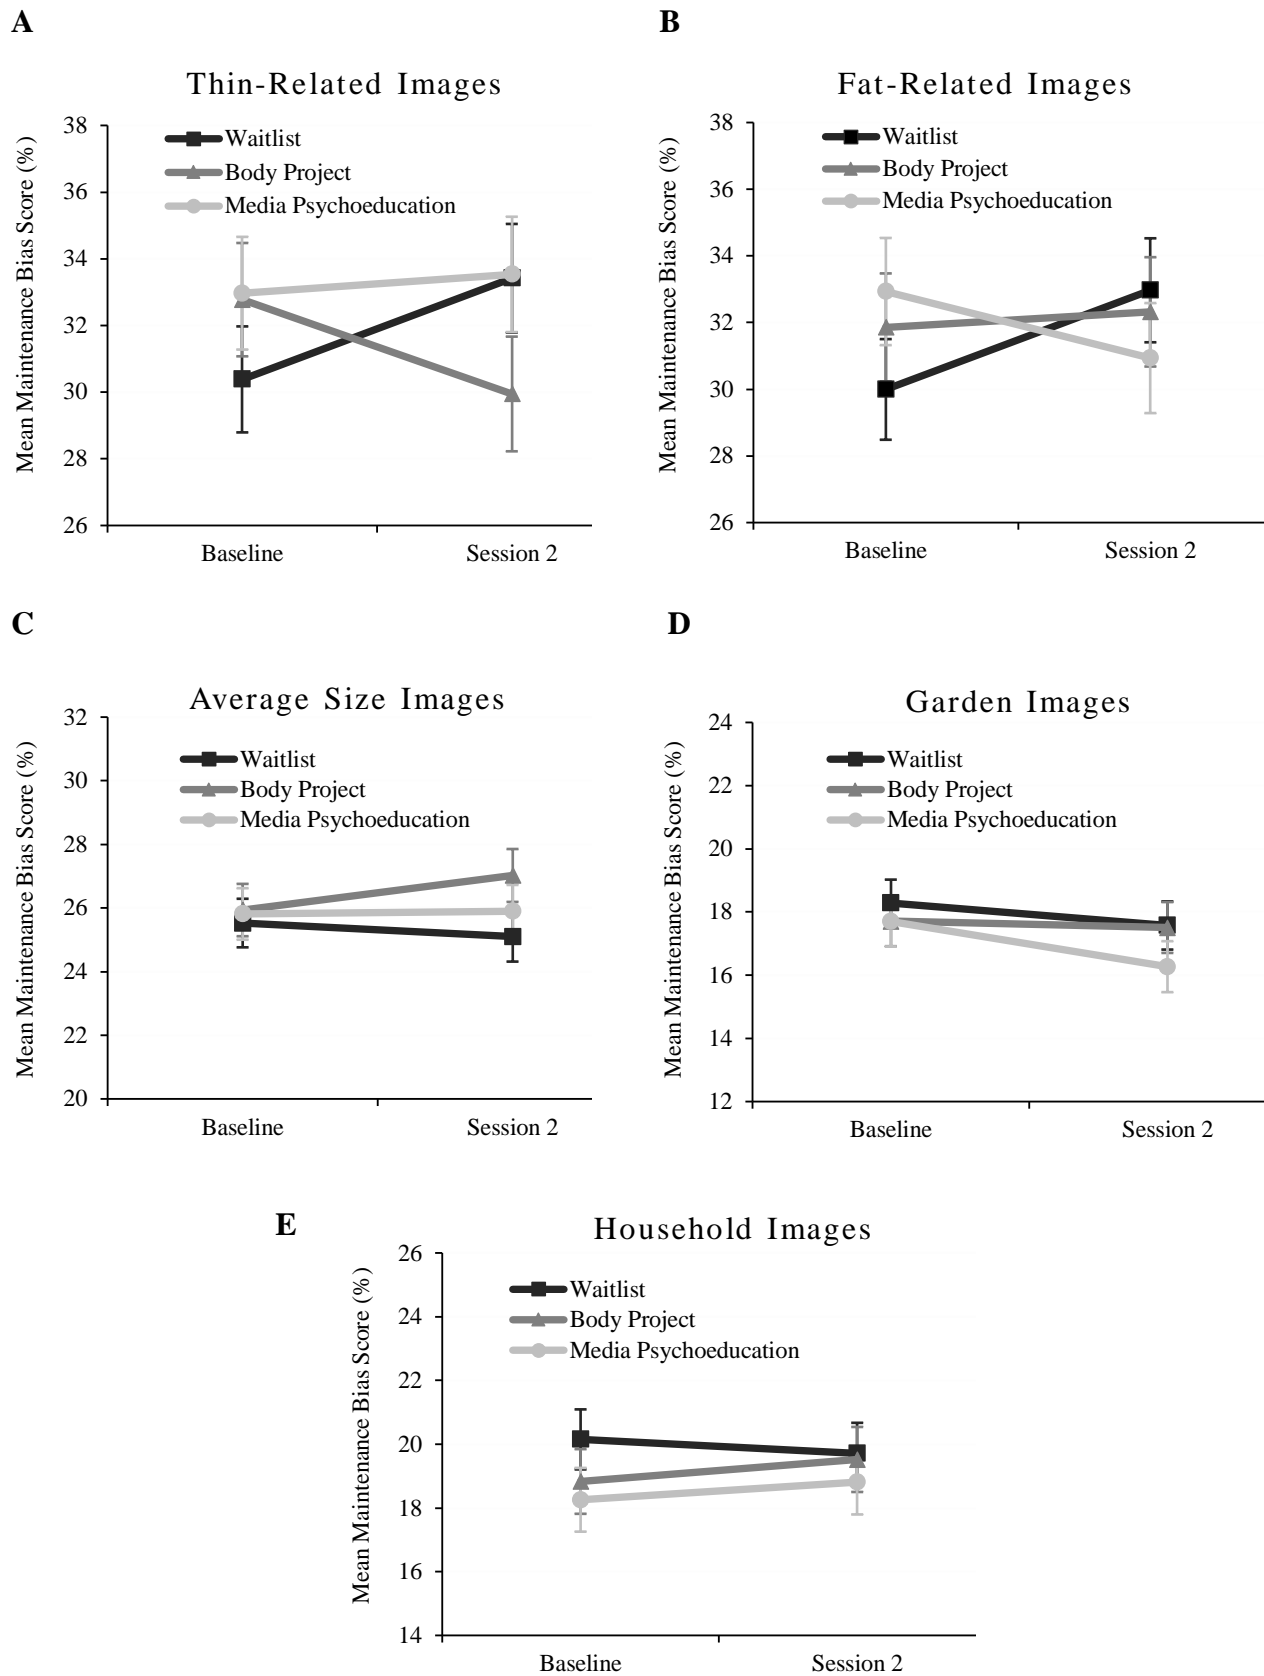 A
Thin-Related Images
Mean Maintenance Bias Score (%)
38
36
34
32
30
28
26
Waitlist
Body Project
Media Psychoeducation
Baseline
Session 2
B
Fat-Related Images
Mean Maintenance Bias Score (%)
38
36
34
32
30
28
26
Waitlist
Body Project
Media Psychoeducation
Baseline
Session 2
C
Average Size Images
Mean Maintenance Bias Score (%)
32
30
28
26
24
22
20
Waitlist
Body Project
Media Psychoeducation
Baseline
Session 2
D
Garden Images
Mean Maintenance Bias Score (%)
24
22
20
18
16
14
12
Waitlist
Body Project
Media Psychoeducation
Baseline
Session 2
E
Household Images
Mean Maintenance Bias Score (%)
26
24
22
20
18
16
14
Waitlist
Body Project
Media Psychoeducation
Baseline
Session 2